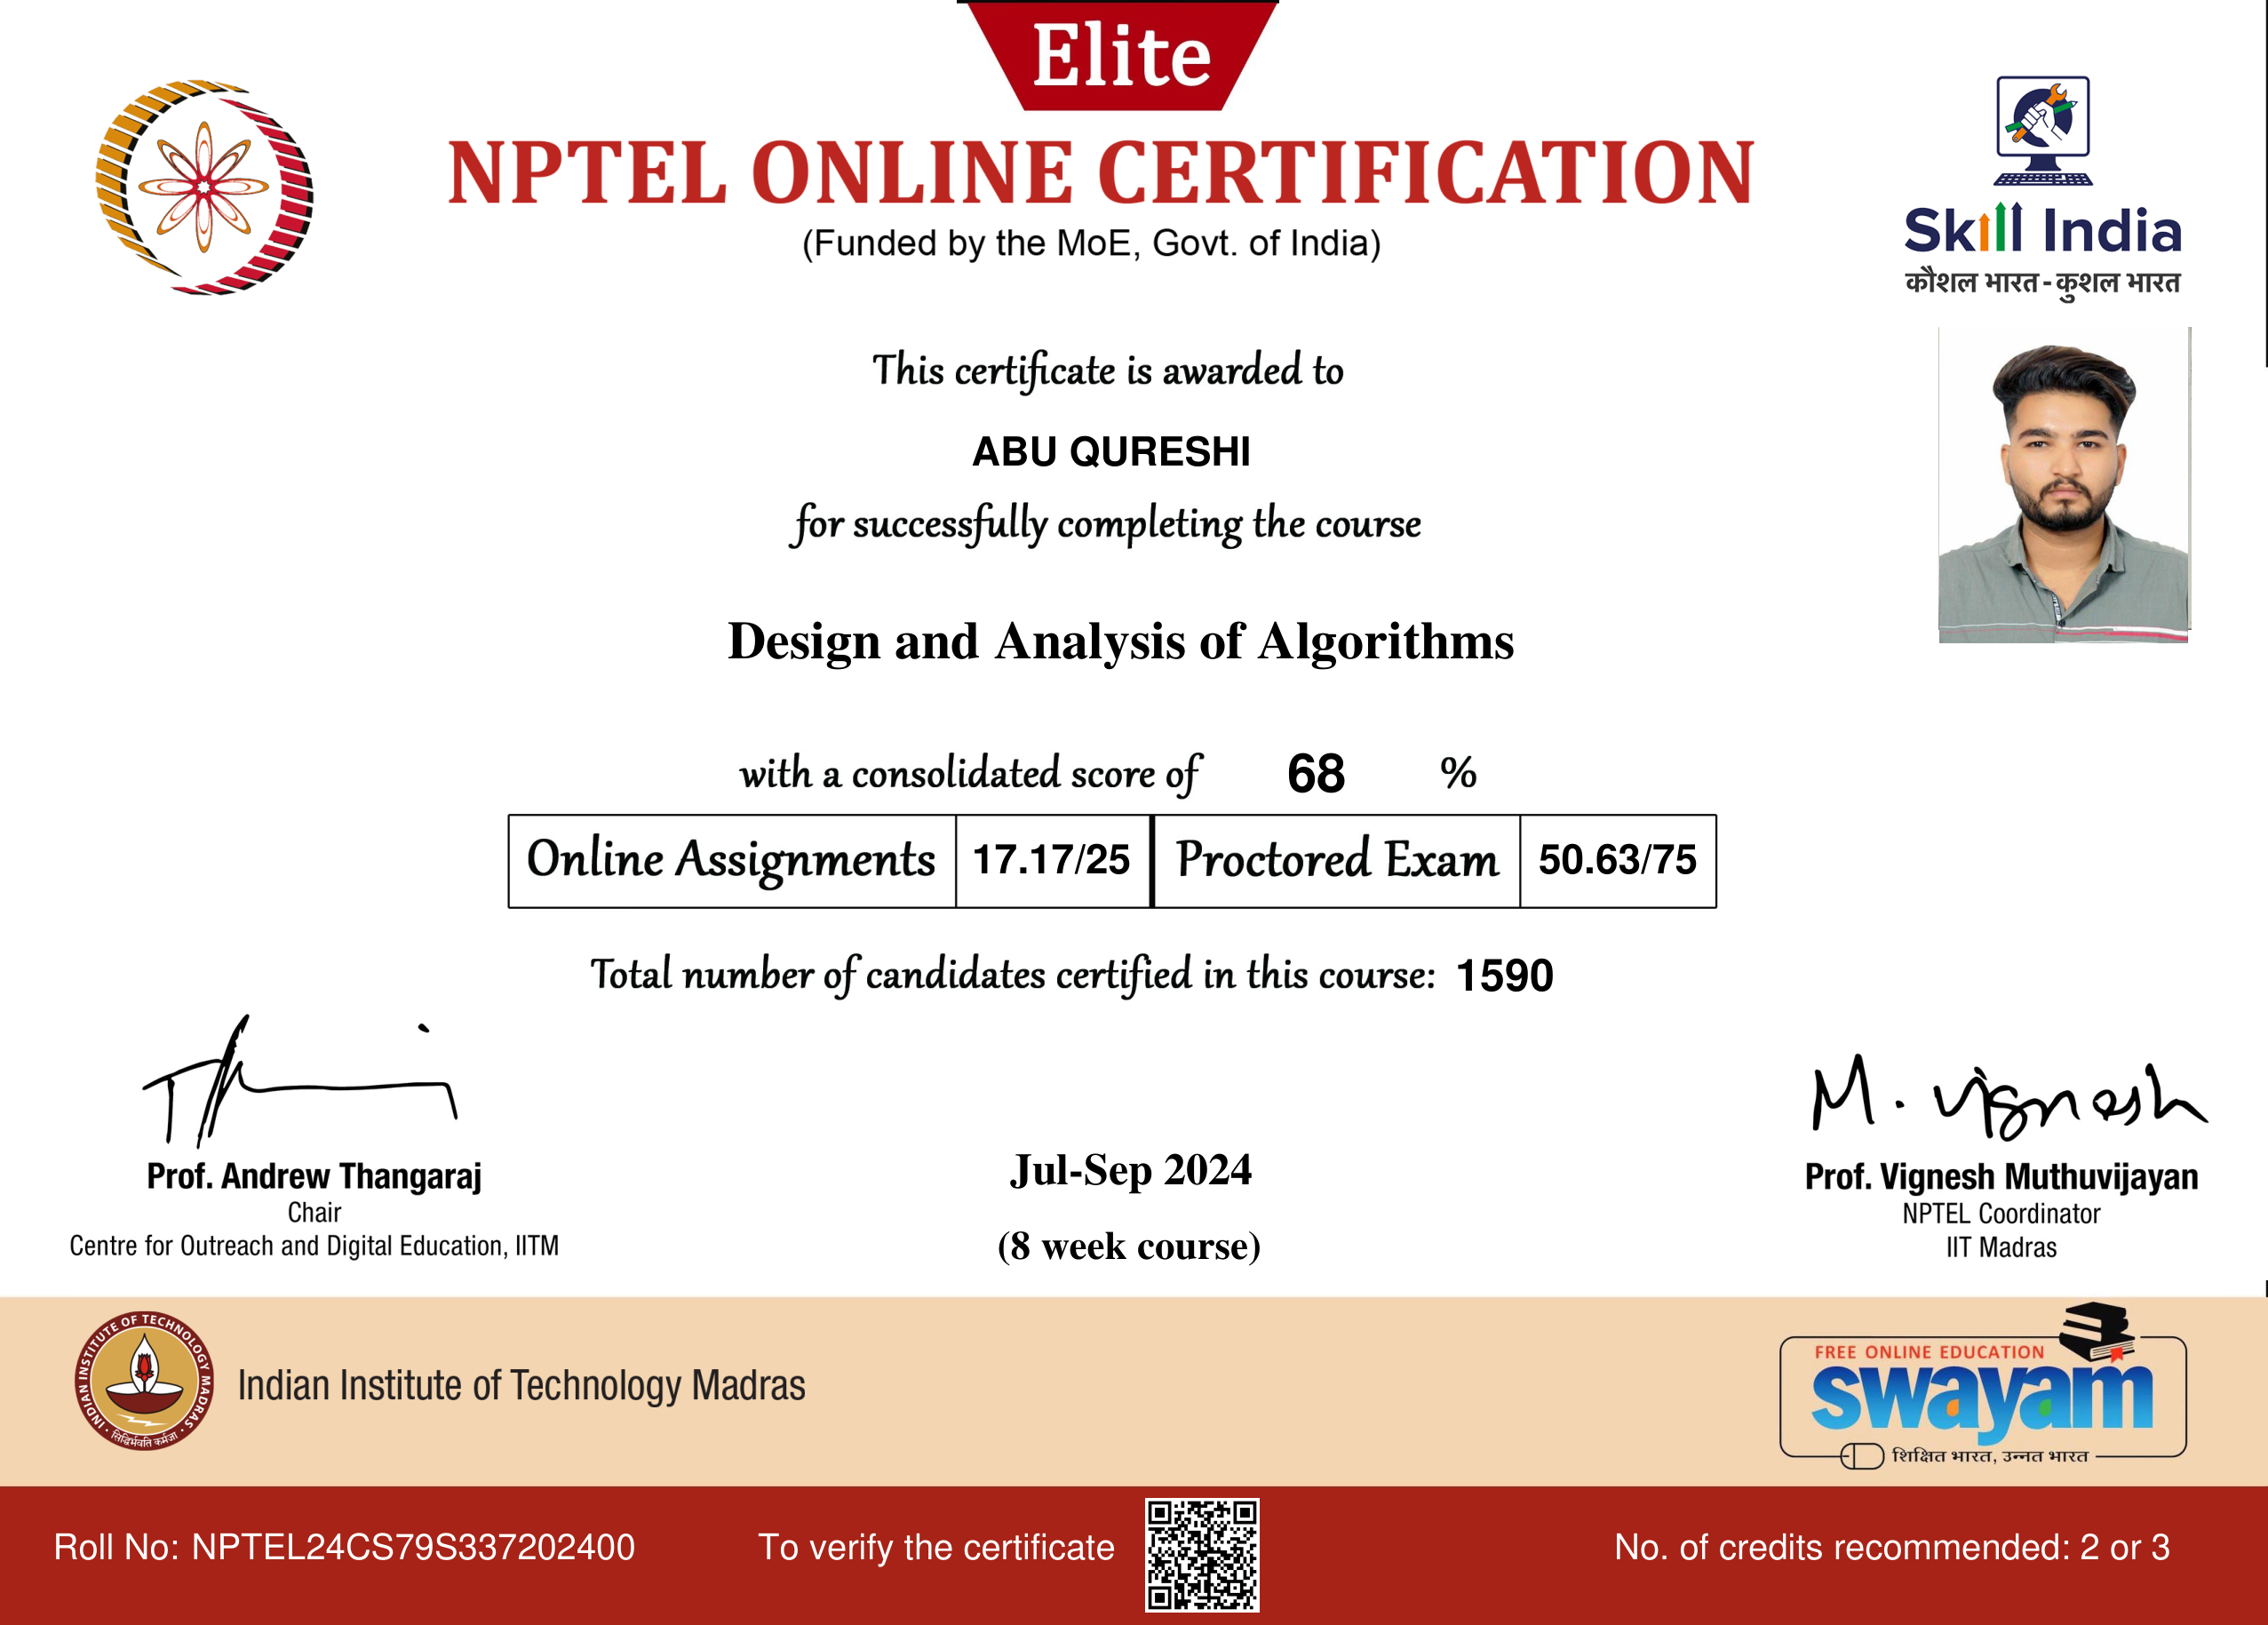 Elite
NPTEL ONLINE CERTIFICATION
(Funded by the MoE, Govt. of India)
Skill India
कौशल भारत - कुशल भारत
This certificate is awarded to
ABU QURESHI
for successfully completing the course
Design and Analysis of Algorithms
with a consolidated score of 68 %
Online Assignments 17.17/25 Proctored Exam 50.63/75
Total number of candidates certified in this course: 1590
M. Vignesh
Prof. Andrew Thangaraj
Chair
Centre for Outreach and Digital Education, IITM
Jul-Sep 2024
(8 week course)
Prof. Vignesh Muthuvijayan
NPTEL Coordinator
IIT Madras
INDIAN INSTITUTE OF TECHNOLOGY MADRAS
सिद्धिर्भवति कर्मजा
Indian Institute of Technology Madras
FREE ONLINE EDUCATION
swayam
शिक्षित भारत, उन्नत भारत
Roll No: NPTEL24CS79S337202400
To verify the certificate
No. of credits recommended: 2 or 3